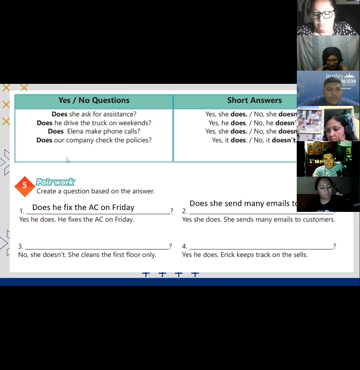 Yes / No Questions
Short Answers
Does she ask for assistance?
Yes, she does. / No, she doesn
Does he drive the truck on weekends?
Yes, he does. / No, he doesn'
Does Elena make phone calls?
Yes, she does. / No, she doesn
Does our company check the policies?
Yes, it does. / No, it doesn't
5
Pair work
Create a question based on the answer.
1. Does he fix the AC on Friday ?
Yes he does. He fixes the AC on Friday.
2. Does she send many emails to
Yes she does. She sends many emails to customers.
3. ?
No, she doesn't. She cleans the first floor only.
4. ?
Yes he does. Erick keeps track on the sells.